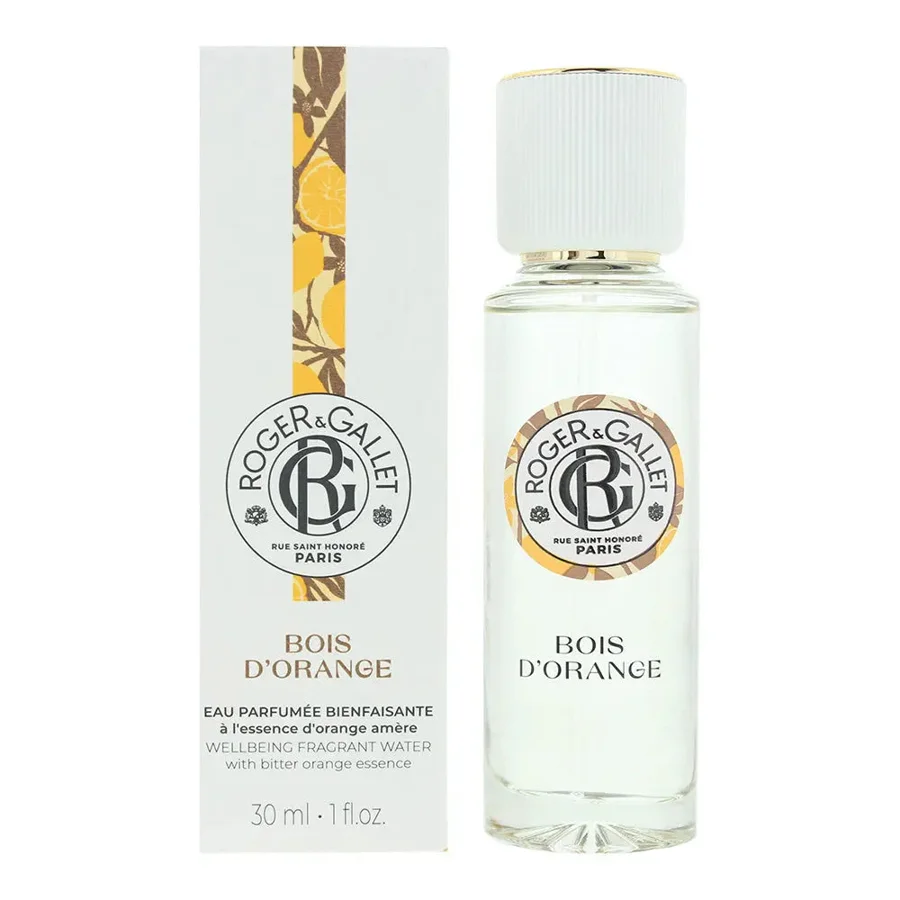 ROGER & GALLET
RG
RUE SAINT HONORÉ
PARIS
BOIS
D'ORANGE
EAU PARFUMÉE BIENFAISANTE
à l'essence d'orange amère
WELLBEING FRAGRANT WATER
with bitter orange essence
30 ml • 1 fl.oz.
ROGER & GALLET
RG
RUE SAINT HONORÉ
PARIS
BOIS
D'ORANGE